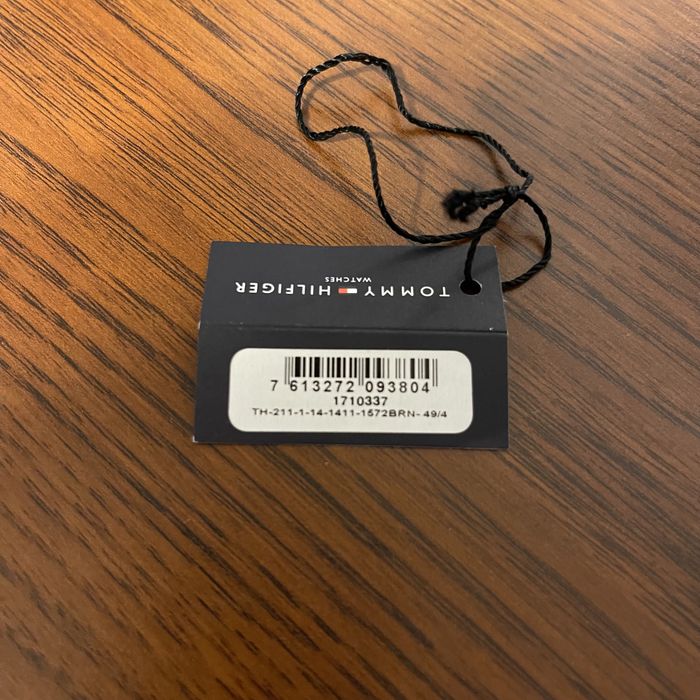 TOMMY HILFIGER
WATCHES
7 613272 093804
1710337
TH-211-1-14-1411-1572BRN-.49/4